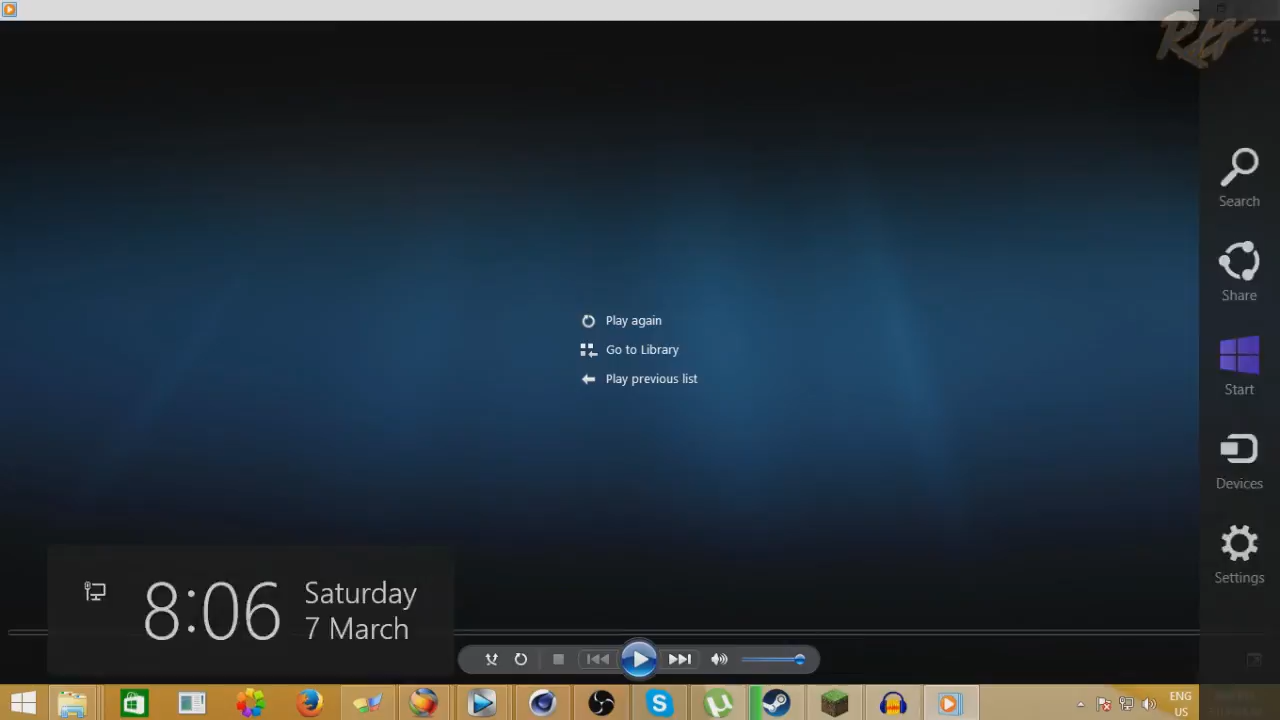 Search
Share
Start
Devices
Settings
Play again
Go to Library
Play previous list
8:06
Saturday
7 March
ENG
US